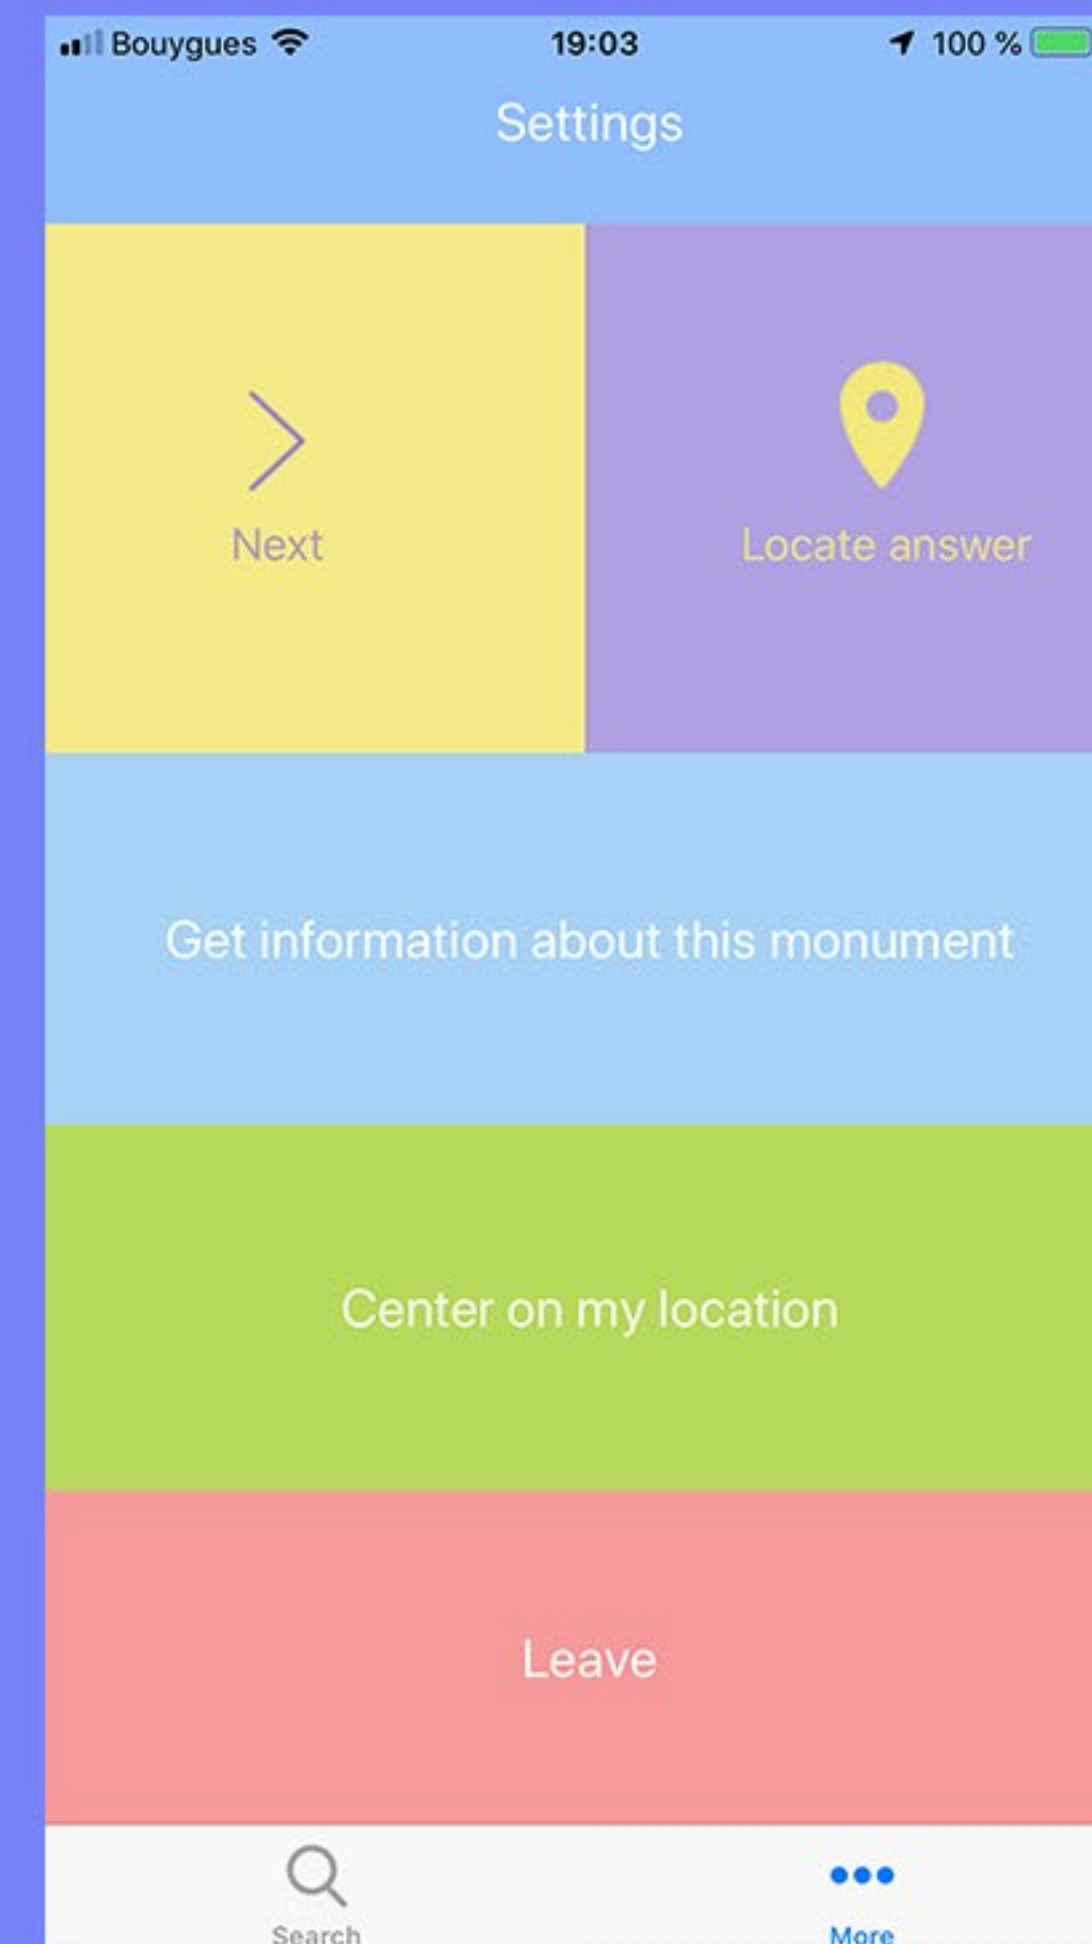 Bouygues 19:03 100 %
Settings
Next
Locate answer
Get information about this monument
Center on my location
Leave
Search
More